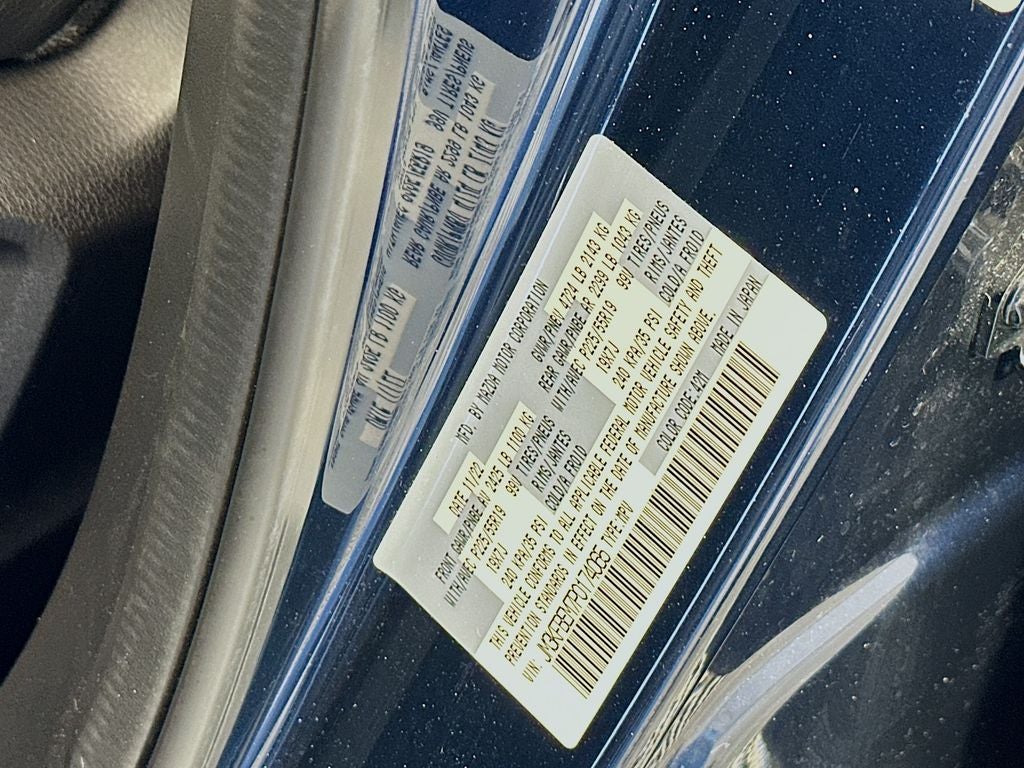 MFD. BY MAZDA MOTOR CORPORATION
DATE 11/22 GVWR/PNBV 4724 LB 2143 KG
FRONT GAWR/PNBE AV 2425 LB 1100 KG REAR GAWR/PNBE AR 2299 LB 1043 KG
WITH/AVEC P225/55R19 99V TIRES/PNEUS WITH/AVEC P225/55R19 99V TIRES/PNEUS
19X7J RIMS/JANTES 19X7J RIMS/JANTES
240 KPA/35 PSI COLD/A FROID 240 KPA/35 PSI COLD/A FROID
THIS VEHICLE CONFORMS TO ALL APPLICABLE FEDERAL MOTOR VEHICLE SAFETY AND THEFT
PREVENTION STANDARDS IN EFFECT ON THE DATE OF MANUFACTURE SHOWN ABOVE
VIN: TYPE:MPV COLOR CODE:42M MADE IN JAPAN